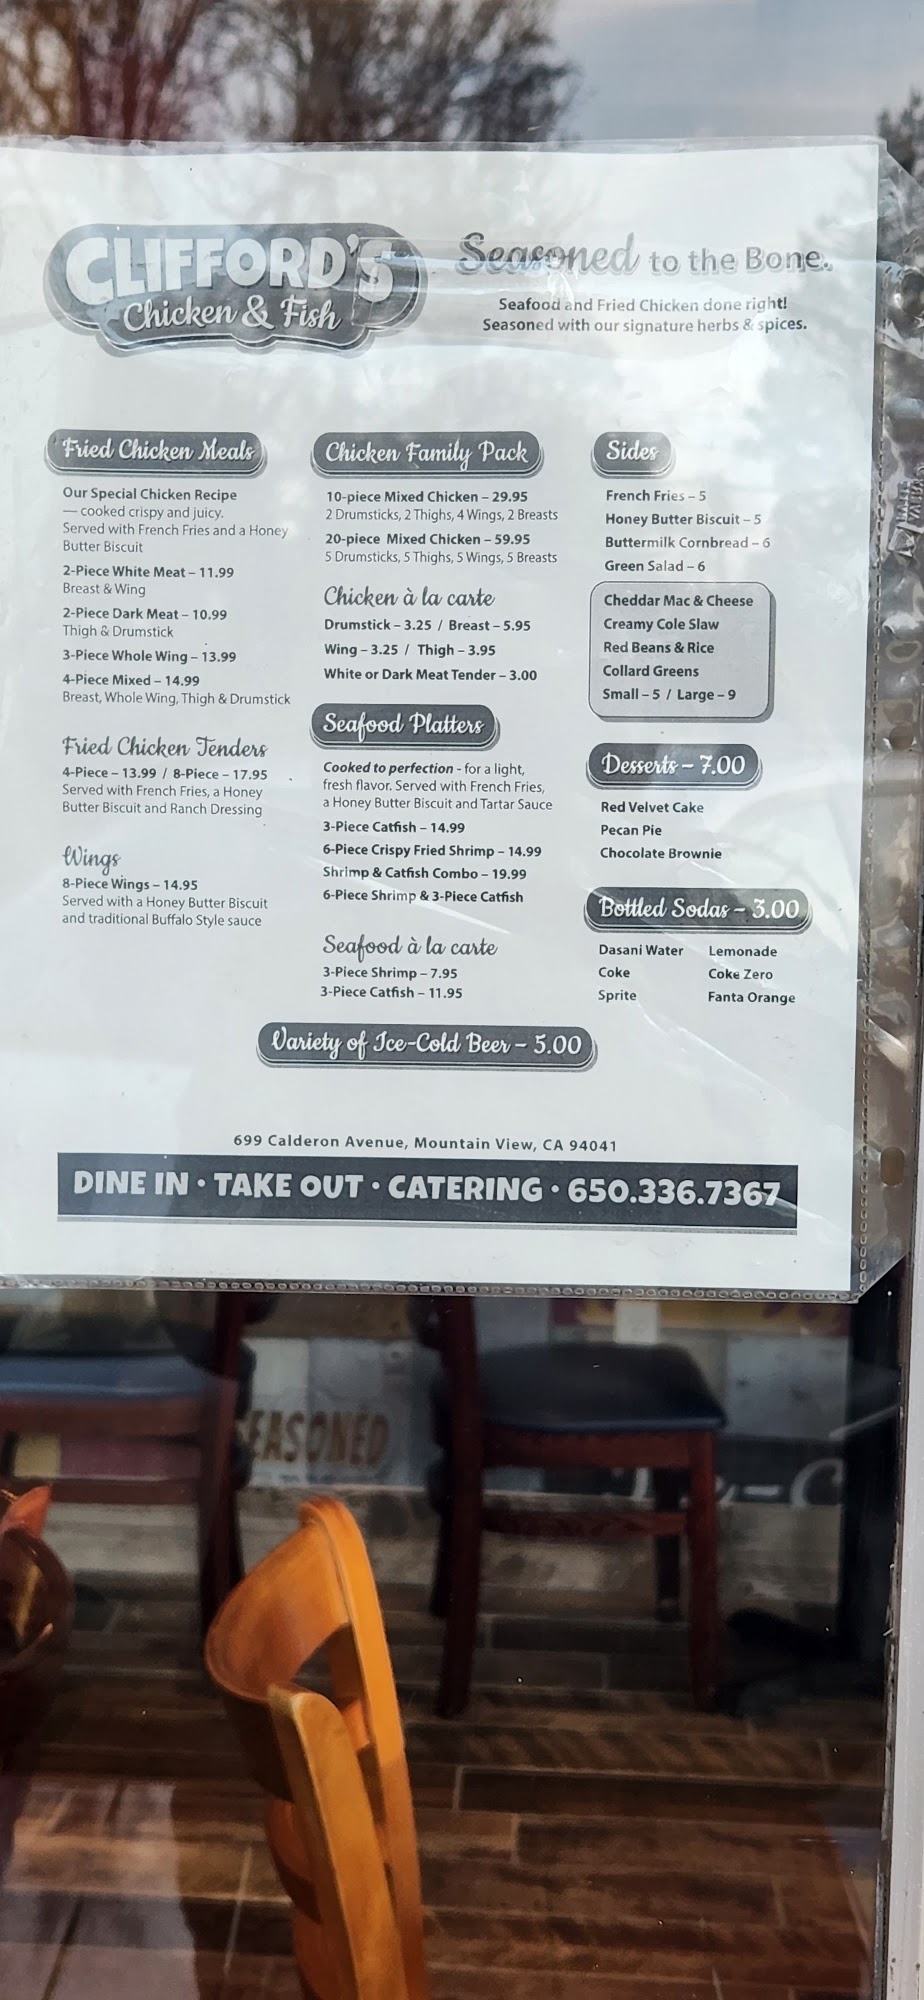 CLIFFORD'S
Chicken & Fish
Seasoned to the Bone.
Seafood and Fried Chicken done right!
Seasoned with our signature herbs & spices.
Fried Chicken Meals
Our Special Chicken Recipe
— cooked crispy and juicy.
Served with French Fries and a Honey
Butter Biscuit
2-Piece White Meat – 11.99
Breast & Wing
2-Piece Dark Meat – 10.99
Thigh & Drumstick
3-Piece Whole Wing – 13.99
4-Piece Mixed – 14.99
Breast, Whole Wing, Thigh & Drumstick
Fried Chicken Tenders
4-Piece – 13.99 / 8-Piece – 17.95
Served with French Fries, a Honey
Butter Biscuit and Ranch Dressing
Wings
8-Piece Wings – 14.95
Served with a Honey Butter Biscuit
and traditional Buffalo Style sauce
Chicken Family Pack
10-piece Mixed Chicken – 29.95
2 Drumsticks, 2 Thighs, 4 Wings, 2 Breasts
20-piece Mixed Chicken – 59.95
5 Drumsticks, 5 Thighs, 5 Wings, 5 Breasts
Chicken à la carte
Drumstick – 3.25 / Breast – 5.95
Wing – 3.25 / Thigh – 3.95
White or Dark Meat Tender – 3.00
Seafood Platters
Cooked to perfection - for a light,
fresh flavor. Served with French Fries,
a Honey Butter Biscuit and Tartar Sauce
3-Piece Catfish – 14.99
6-Piece Crispy Fried Shrimp – 14.99
Shrimp & Catfish Combo – 19.99
6-Piece Shrimp & 3-Piece Catfish
Seafood à la carte
3-Piece Shrimp – 7.95
3-Piece Catfish – 11.95
Sides
French Fries – 5
Honey Butter Biscuit – 5
Buttermilk Cornbread – 6
Green Salad – 6
Cheddar Mac & Cheese
Creamy Cole Slaw
Red Beans & Rice
Collard Greens
Small – 5 / Large – 9
Desserts – 7.00
Red Velvet Cake
Pecan Pie
Chocolate Brownie
Bottled Sodas – 3.00
Dasani Water Lemonade
Coke Coke Zero
Sprite Fanta Orange
Variety of Ice-Cold Beer – 5.00
699 Calderon Avenue, Mountain View, CA 94041
DINE IN • TAKE OUT • CATERING • 650.336.7367
SEASONED